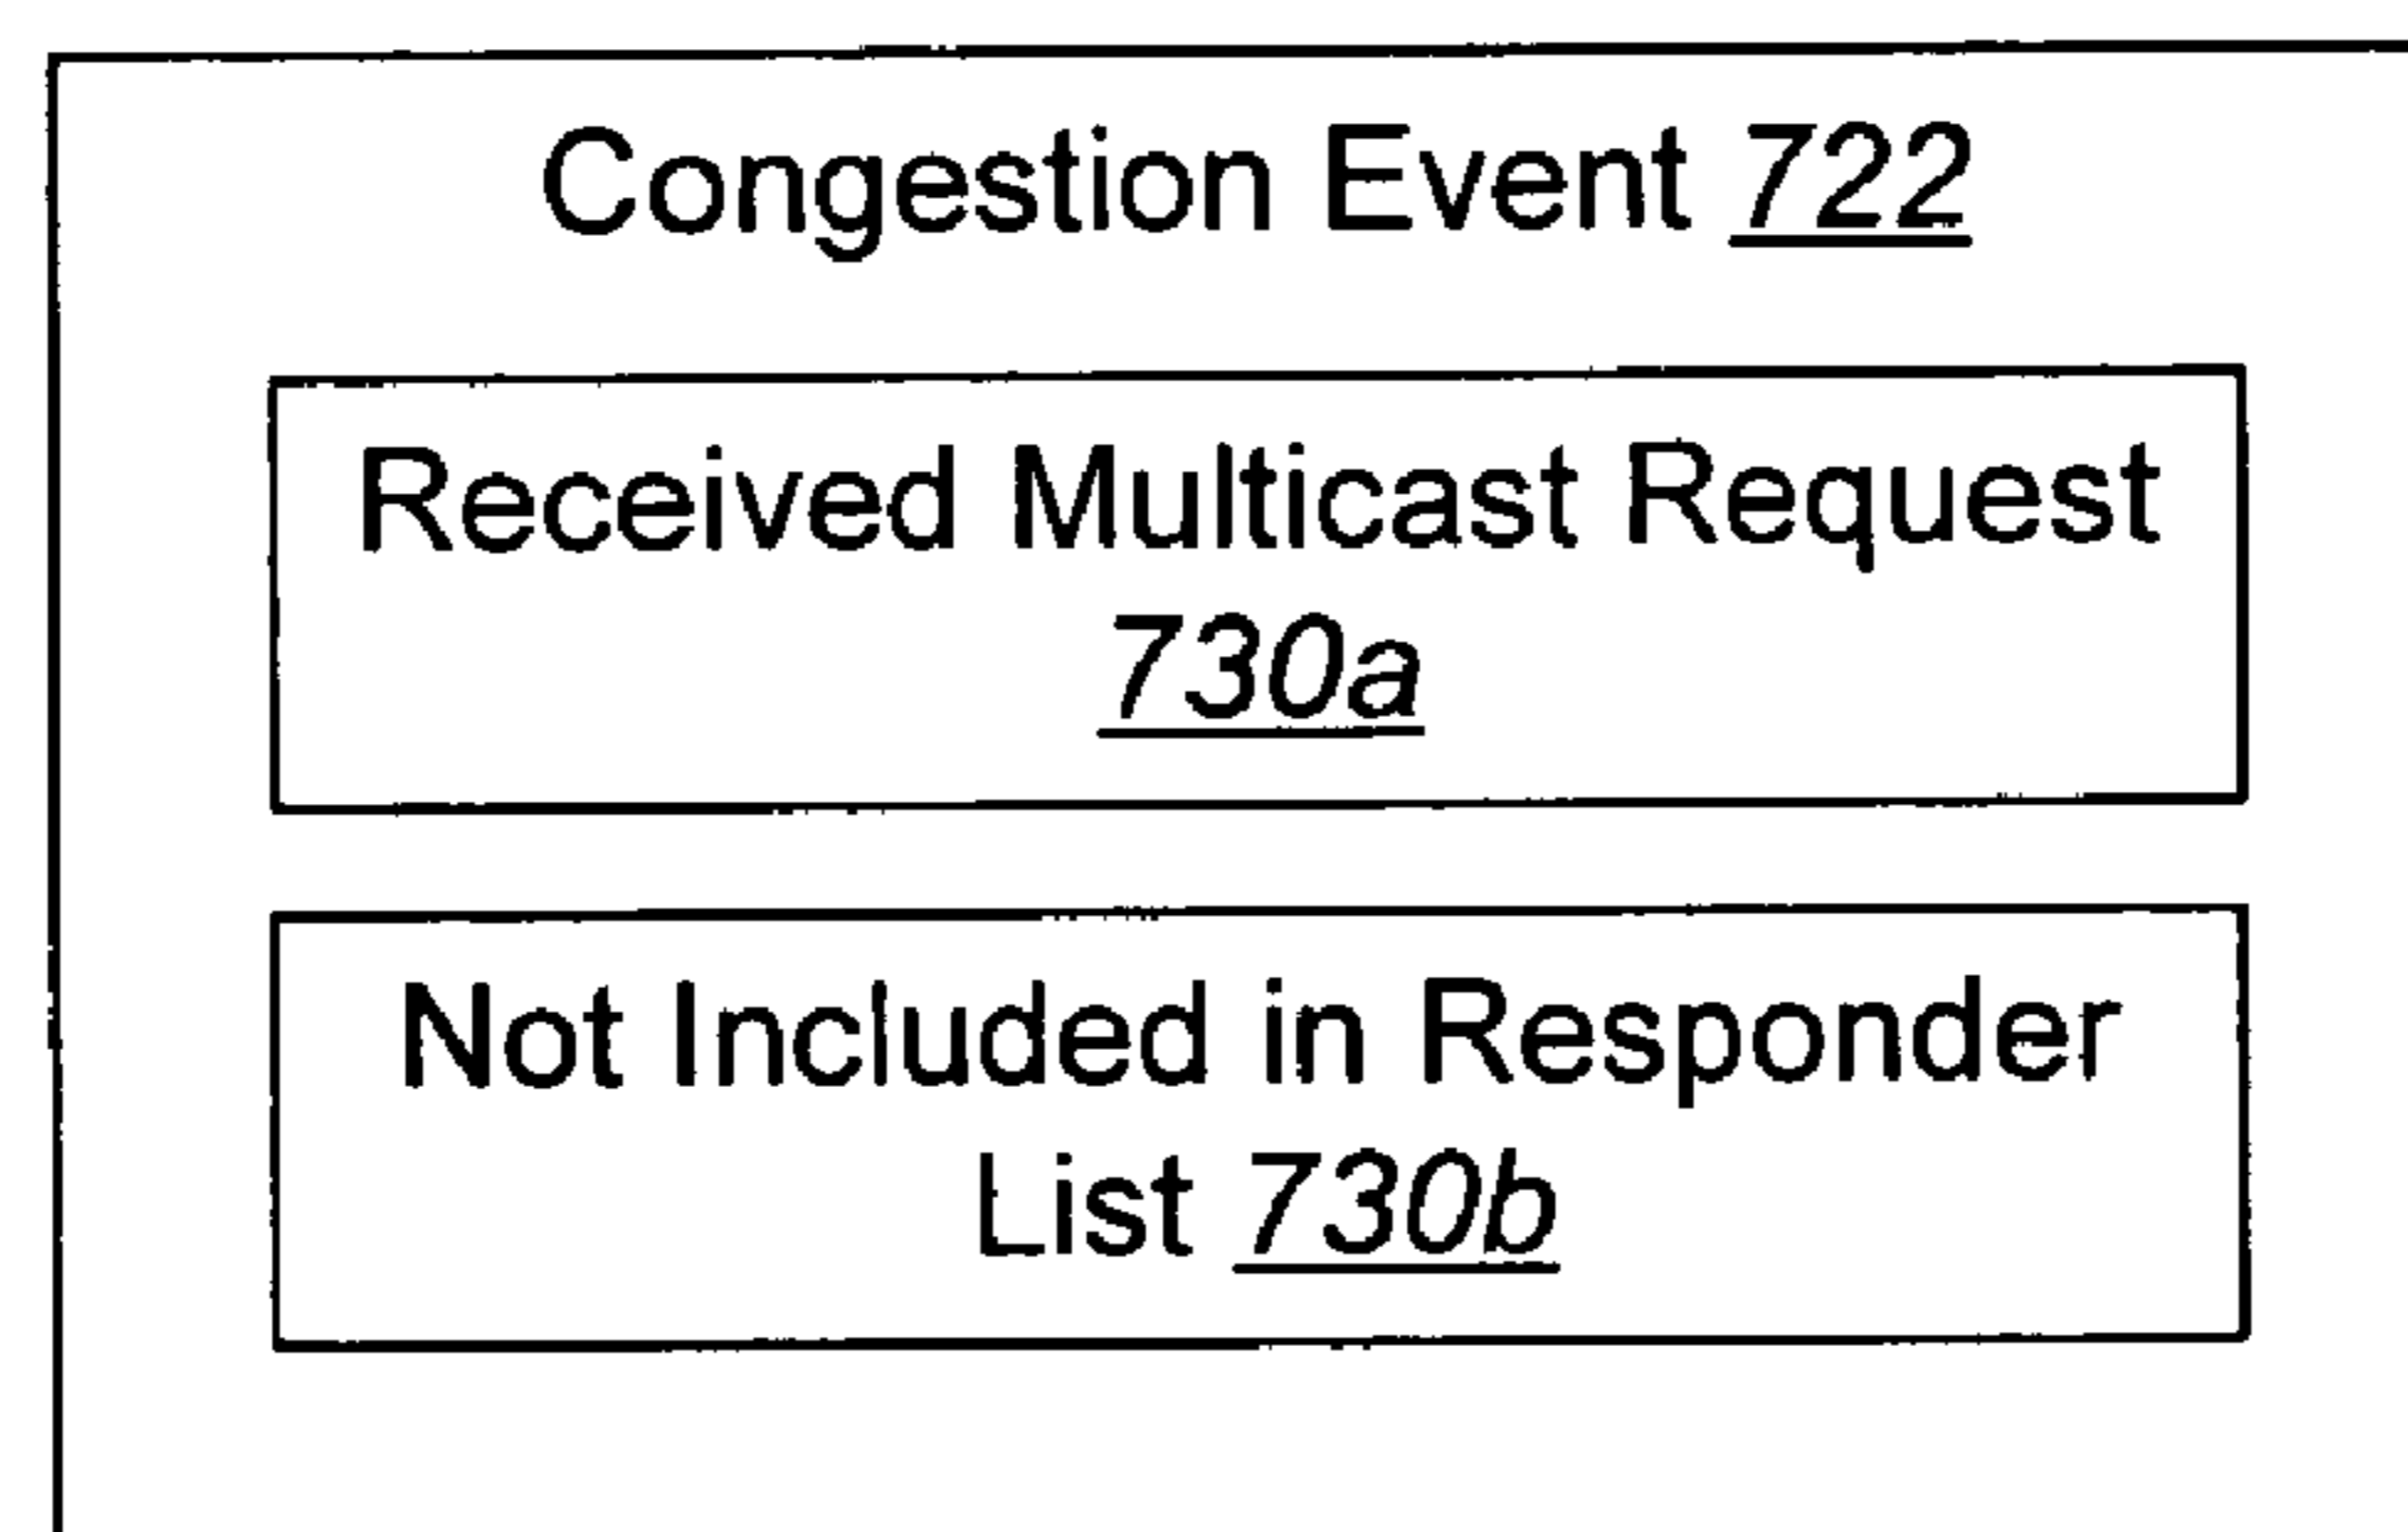 Congestion Event 722
Received Multicast Request
730a
Not Included in Responder
List 730b